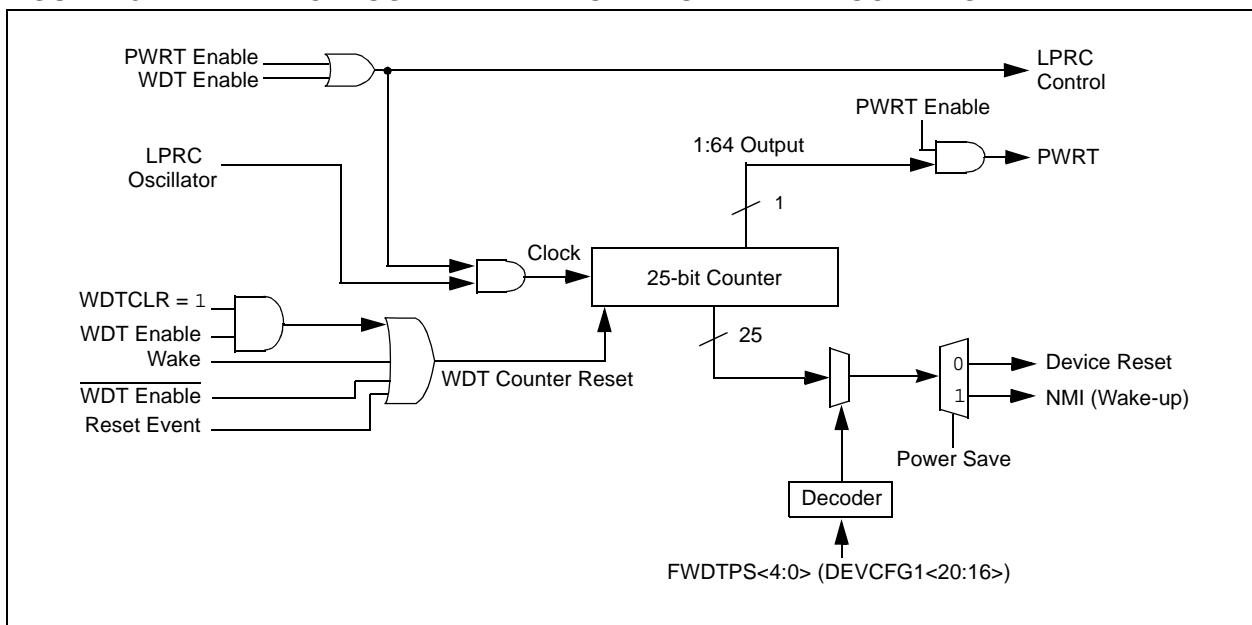 PWRT Enable
WDT Enable
LPRC
Control
PWRT Enable
1:64 Output
PWRT
LPRC
Oscillator
1
Clock
25-bit Counter
WDTCLR = 1
WDT Enable
Wake
WDT Enable
Reset Event
WDT Counter Reset
25
0
1
Device Reset
NMI (Wake-up)
Power Save
Decoder
FWDTPS<4:0> (DEVCFG1<20:16>)